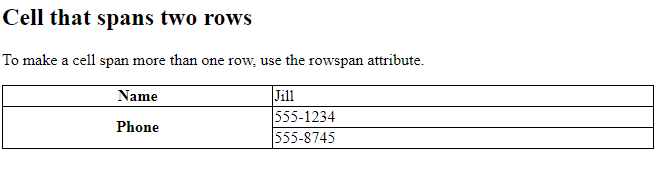 Cell that spans two rows
To make a cell span more than one row, use the rowspan attribute.
Name Jill
Phone 555-1234
555-8745